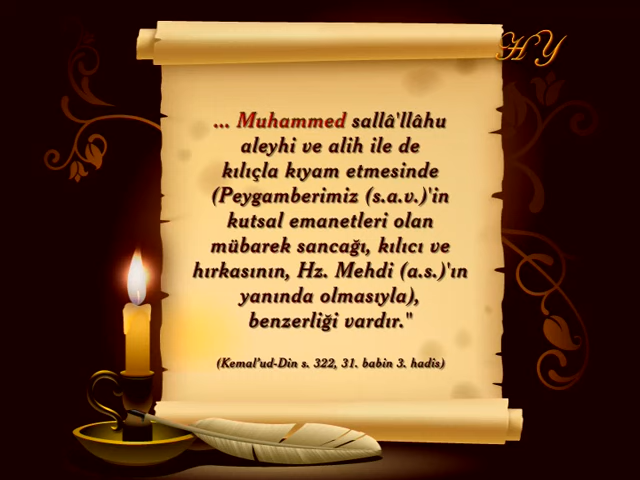 HY
... Muhammed sallâ'llâhu
aleyhi ve alih ile de
kılıçla kıyam etmesinde
(Peygamberimiz (s.a.v.)'in
kutsal emanetleri olan
mübarek sancağı, kılıcı ve
hırkasının, Hz. Mehdi (a.s.)'ın
yanında olmasıyla),
benzerliği vardır."
(Kemal'ud-Din s. 322, 31. babin 3. hadis)